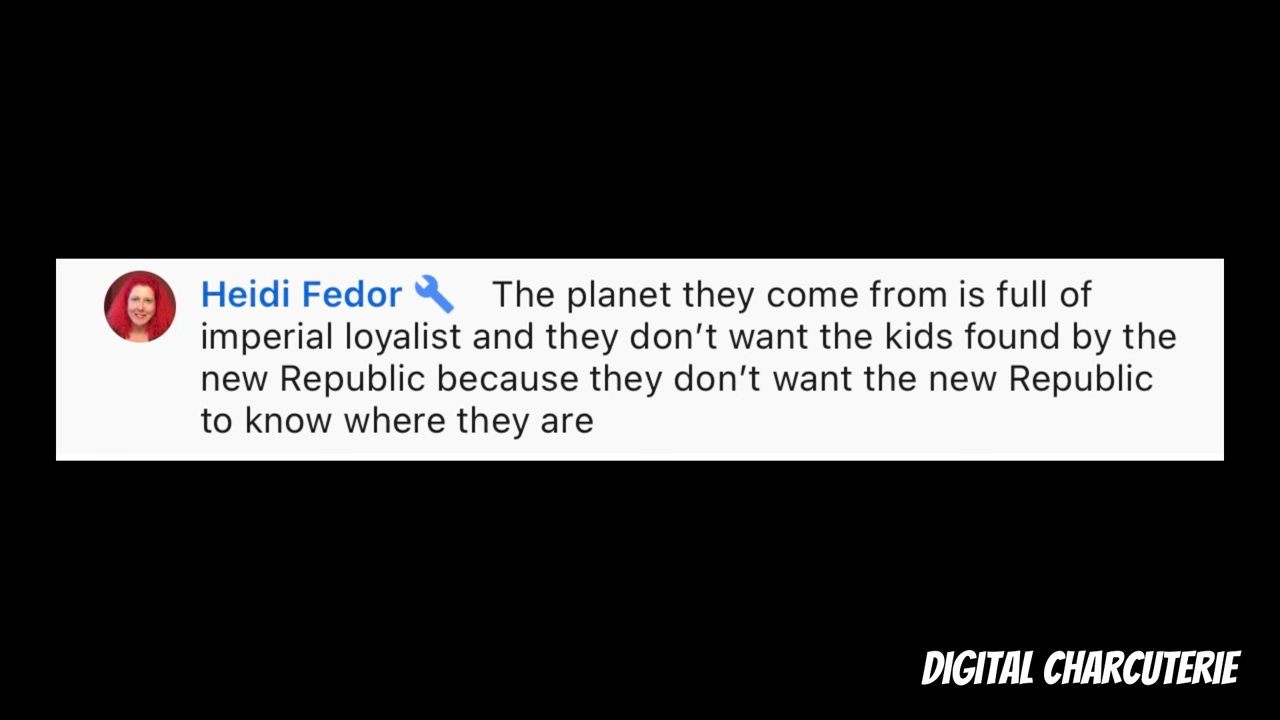 Heidi Fedor 🔧 The planet they come from is full of
imperial loyalist and they don’t want the kids found by the
new Republic because they don’t want the new Republic
to know where they are
DIGITAL CHARCUTERIE